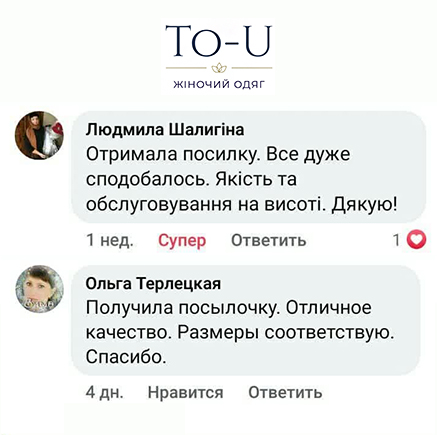 To-U
ЖІНОЧИЙ ОДЯГ
Людмила Шалигіна
Отримала посилку. Все дуже
сподобалось. Якість та
обслуговування на висоті. Дякую!
1 нед. Супер Ответить 1
Ольга Терлецкая
Получила посылочку. Отличное
качество. Размеры соответствую.
Спасибо.
4 дн. Нравится Ответить